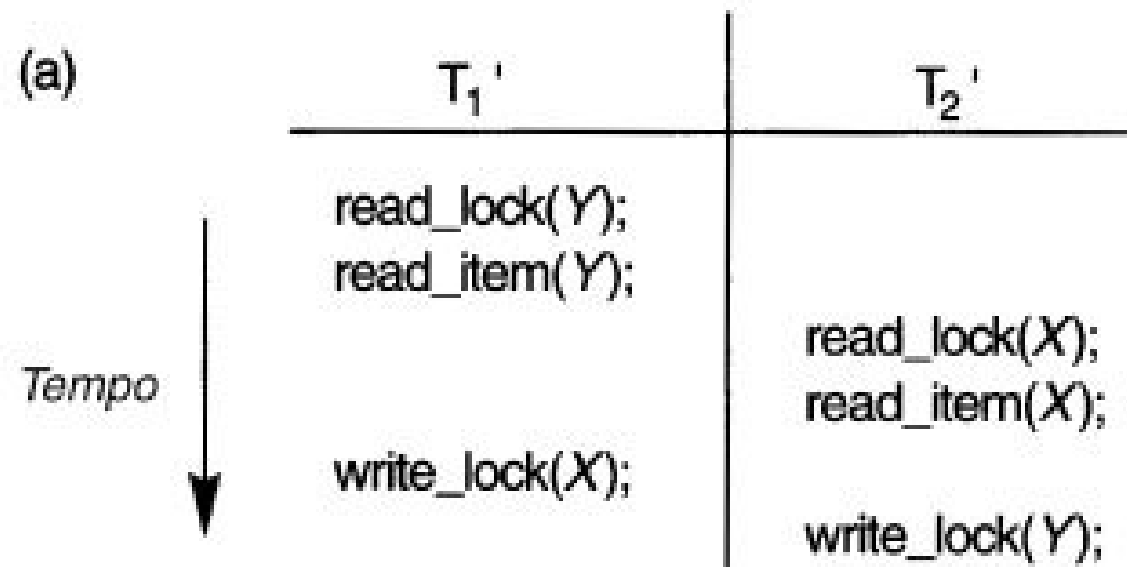 (a)
T₁' T₂'
read_lock(Y);
read_item(Y);
read_lock(X);
Tempo
read_item(X);
write_lock(X);
write_lock(Y);